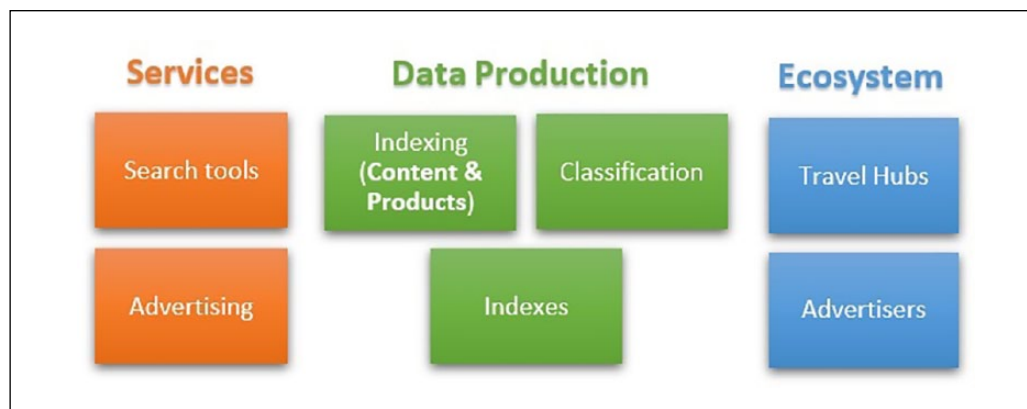 Services
Data Production
Ecosystem
Search tools
Indexing
(Content &
Products)
Classification
Travel Hubs
Advertising
Indexes
Advertisers